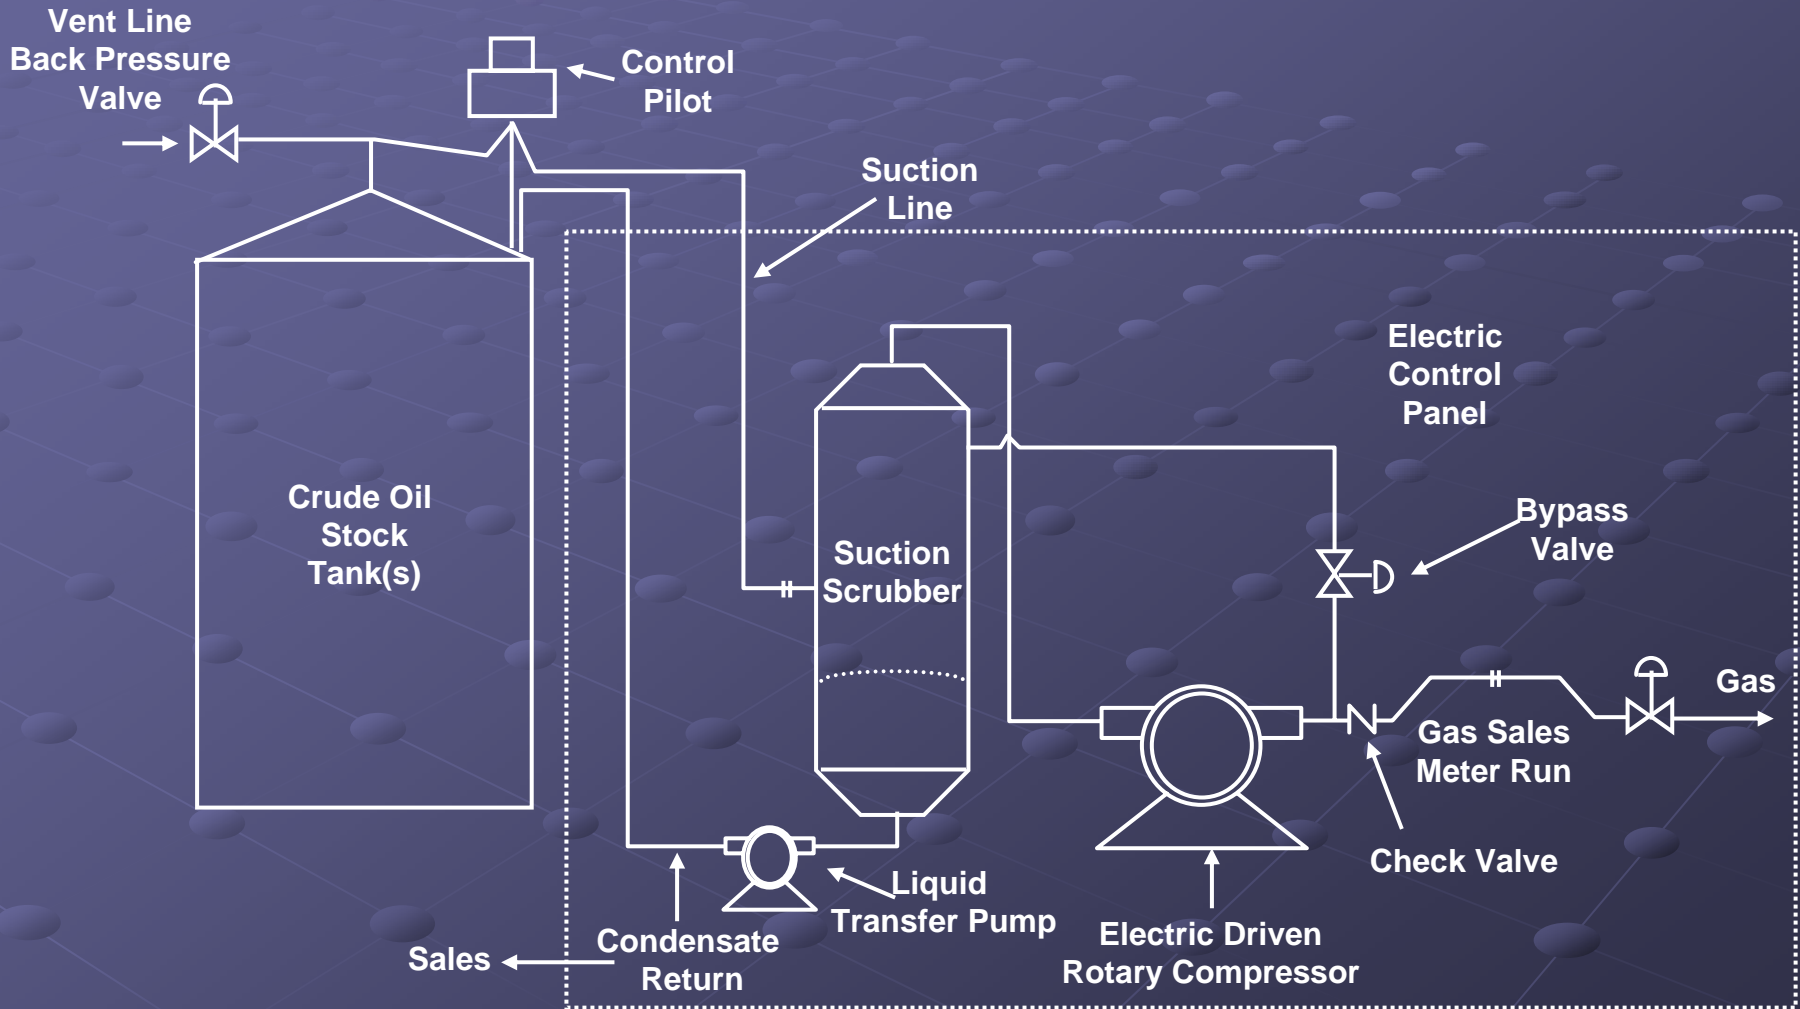 Vent Line
Back Pressure
Valve
Control
Pilot
Suction
Line
Electric
Control
Panel
Crude Oil
Stock
Tank(s)
Bypass
Valve
Suction
Scrubber
Gas
Gas Sales
Meter Run
Check Valve
Liquid
Transfer Pump
Electric Driven
Rotary Compressor
Condensate
Return
Sales